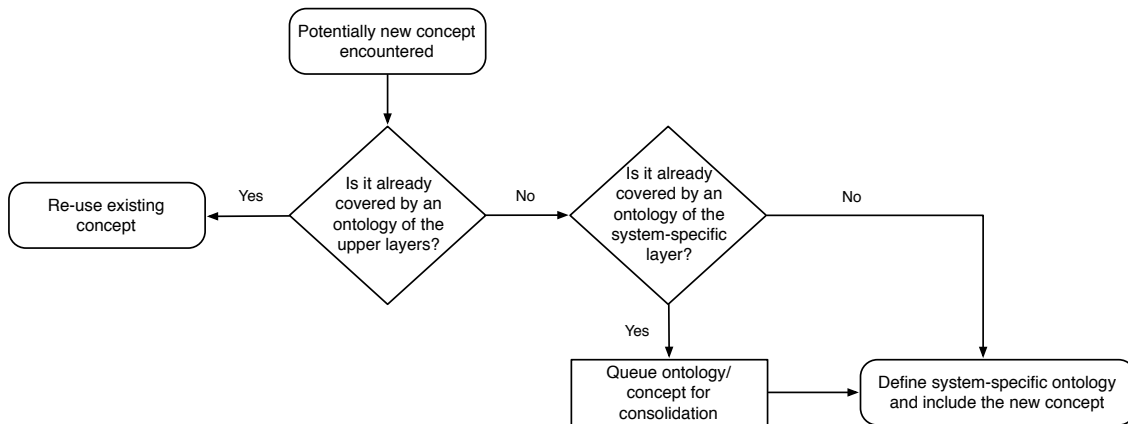 Potentially new concept
encountered
Re-use existing
concept
Yes
Is it already
covered by an
ontology of the
upper layers?
No
Is it already
covered by an
ontology of the
system-specific
layer?
No
Yes
Queue ontology/
concept for
consolidation
Define system-specific ontology
and include the new concept